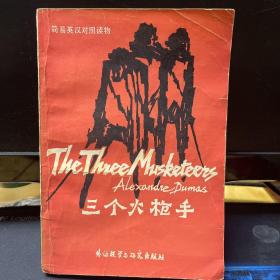 简易英汉对照读物
The Three Musketeers
Alexandre Dumas
三个火枪手
外语教学与研究出版社